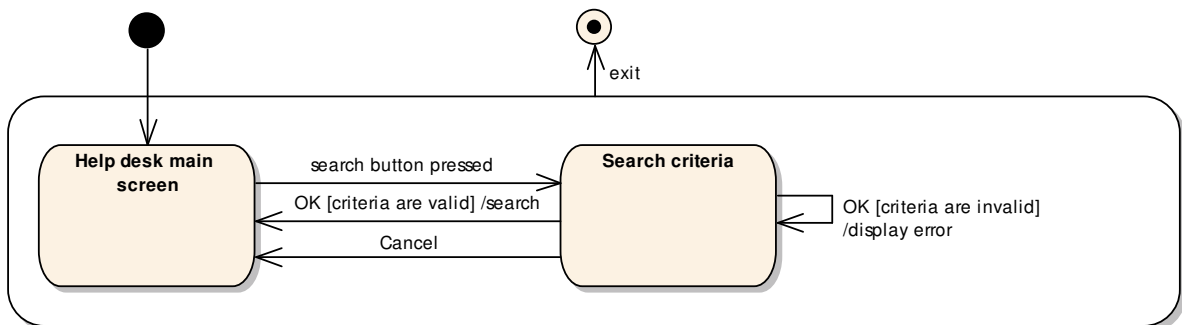 exit
Help desk main
screen
search button pressed
OK [criteria are valid] /search
Cancel
Search criteria
OK [criteria are invalid]
/display error